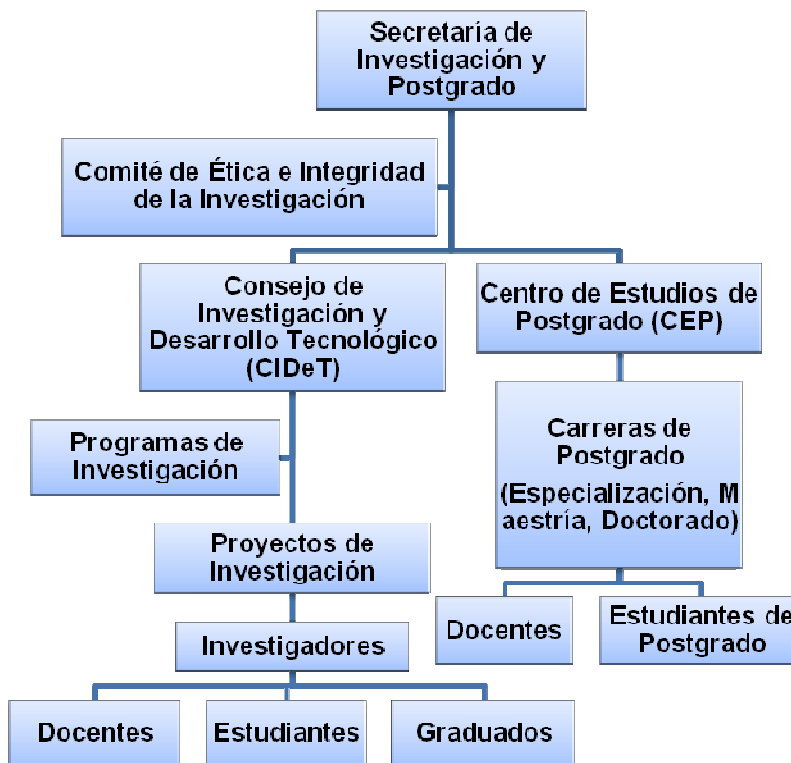 Secretaría de
Investigación y
Postgrado
Comité de Ética e Integridad
de la Investigación
Consejo de
Investigación y
Desarrollo Tecnológico
(CIDeT)
Centro de Estudios de
Postgrado (CEP)
Programas de
Investigación
Carreras de
Postgrado
(Especialización, M
aestría, Doctorado)
Proyectos de
Investigación
Investigadores
Docentes
Estudiantes de
Postgrado
Docentes
Estudiantes
Graduados